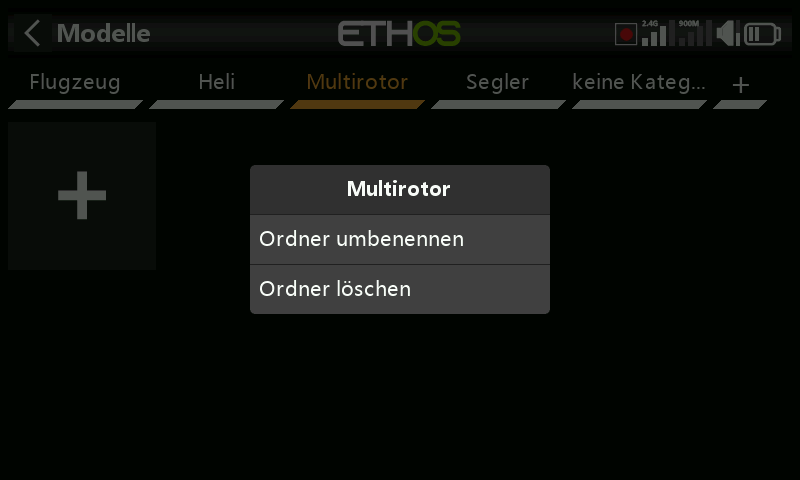 Modelle
ETHOS
2.4G
900M
Flugzeug
Heli
Multirotor
Segler
keine Kateg...
+
Multirotor
Ordner umbenennen
Ordner löschen